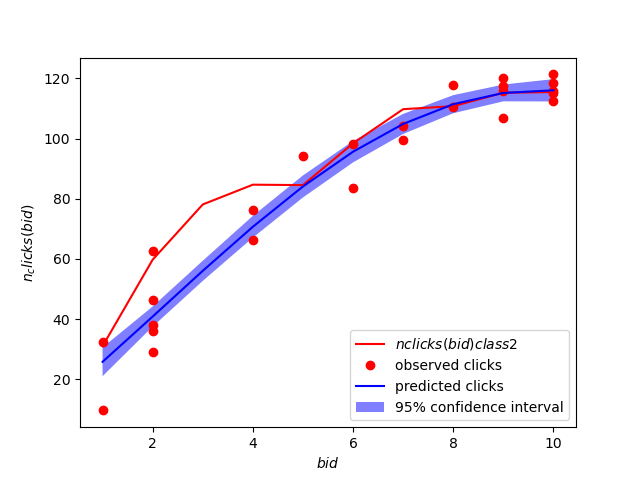 120
100
80
60
40
20
n_clicks(bid)
2
4
6
8
10
bid
nclicks(bid)class2
observed clicks
predicted clicks
95% confidence interval